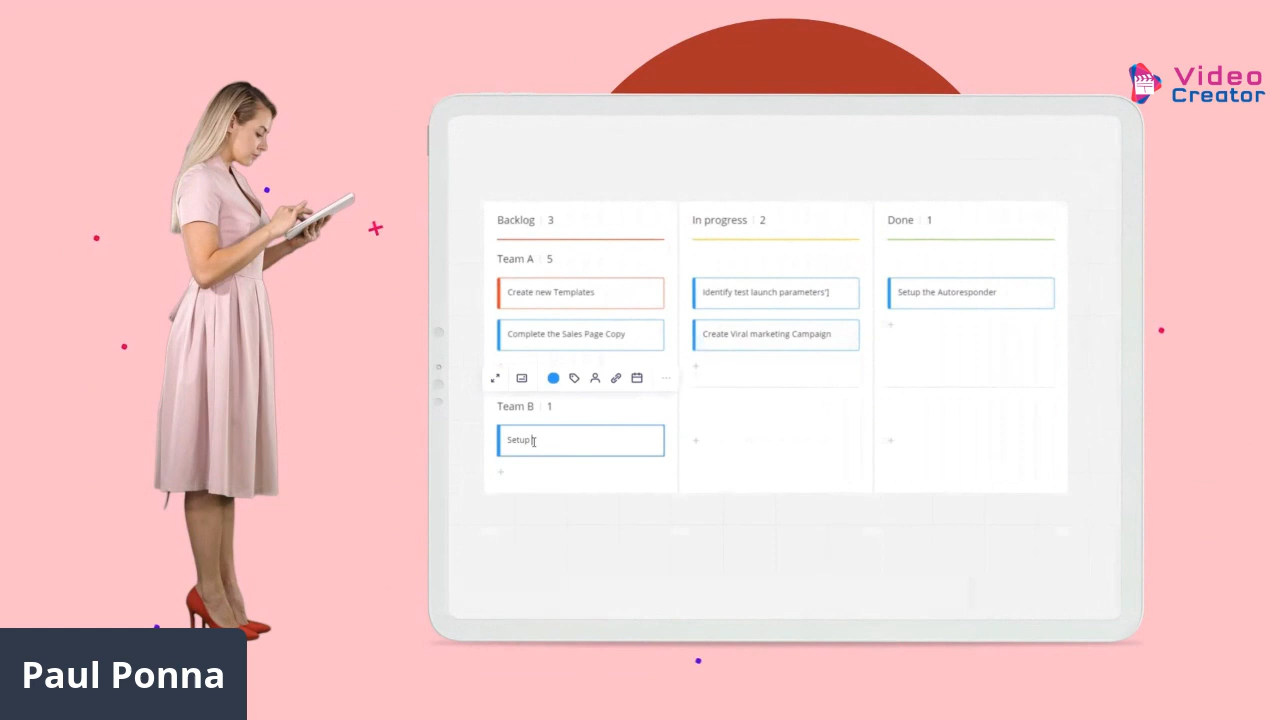 Video
Creator
Backlog 3
In progress 2
Done 1
Team A 5
Create new Templates
Identify test launch parameters']
Setup the Autoresponder
Complete the Sales Page Copy
Create Viral marketing Campaign
Team B 1
Setup
Paul Ponna